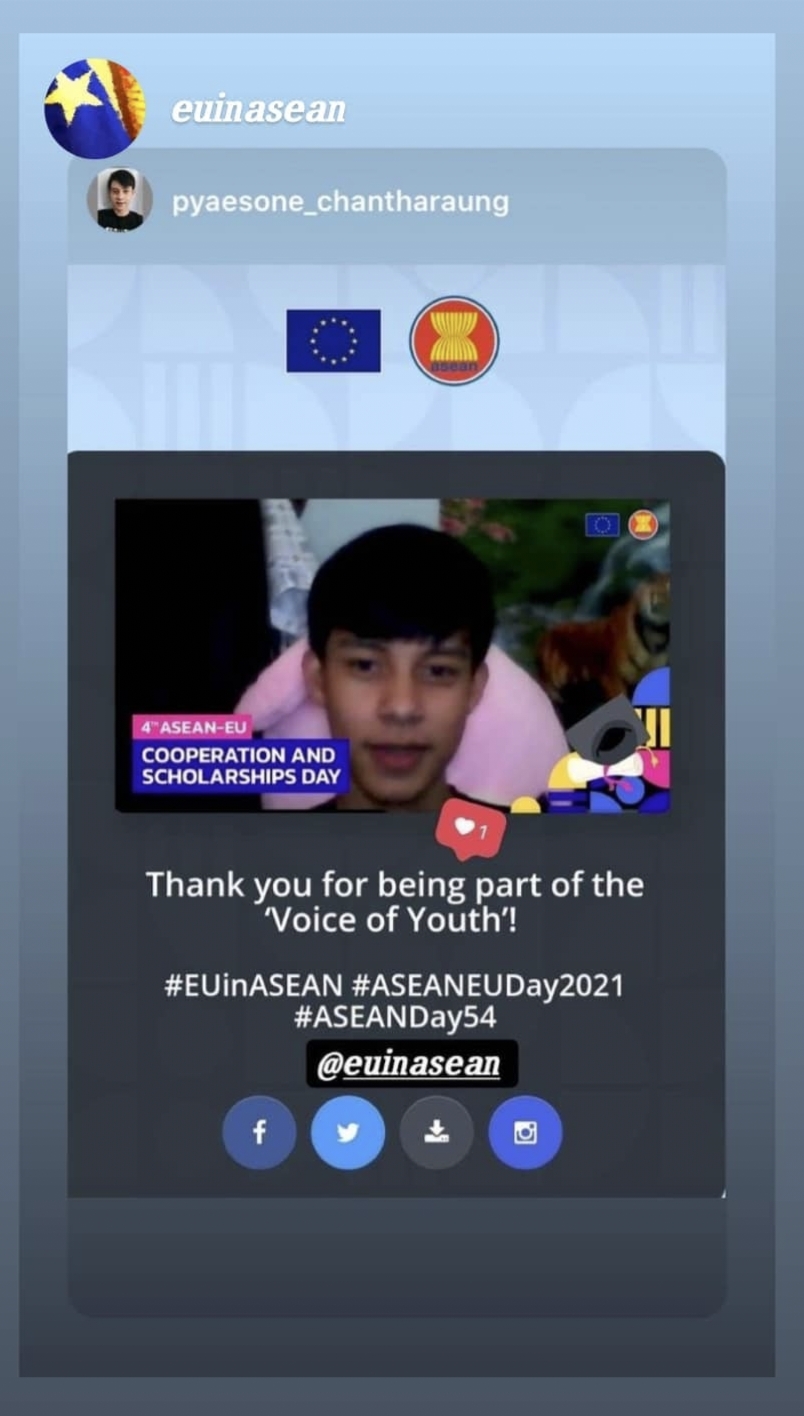 euinasean
pyaesone_chantharaung
asean
4TH ASEAN-EU
COOPERATION AND
SCHOLARSHIPS DAY
1
Thank you for being part of the
‘Voice of Youth’!
#EUinASEAN #ASEANEUDay2021
#ASEANDay54
@euinasean